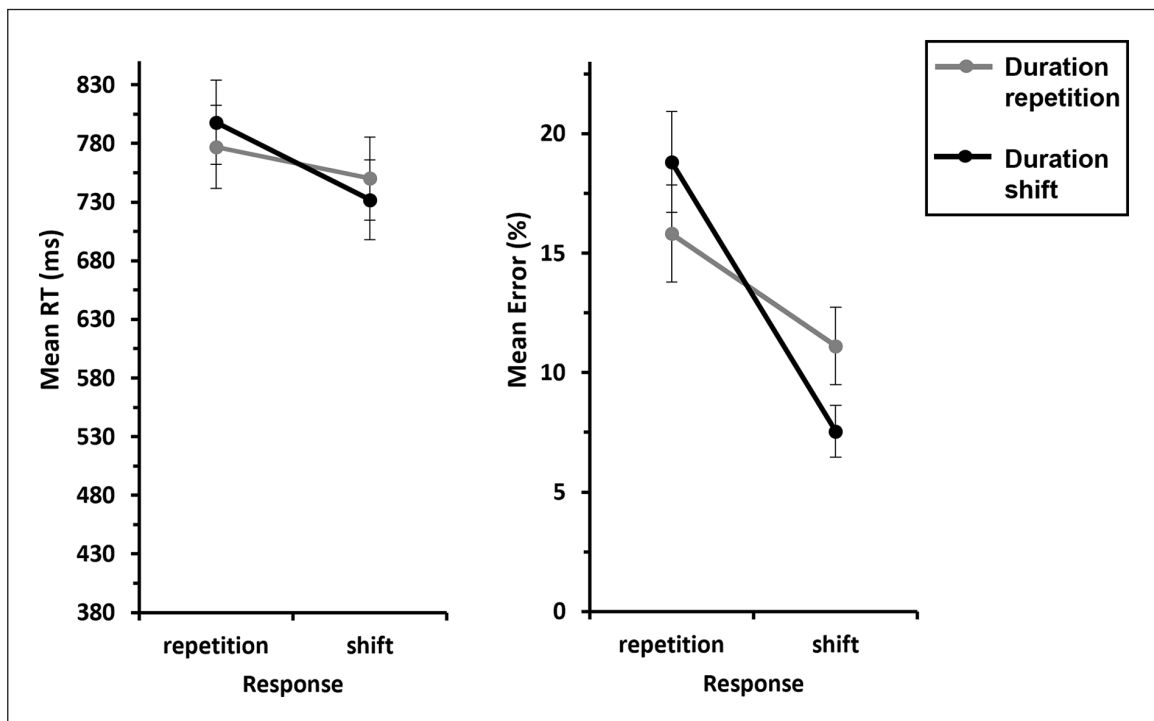 Mean RT (ms)
830
780
730
680
630
580
530
480
430
380
repetition shift
Response
Mean Error (%)
20
15
10
5
0
repetition shift
Response
Duration
repetition
Duration
shift